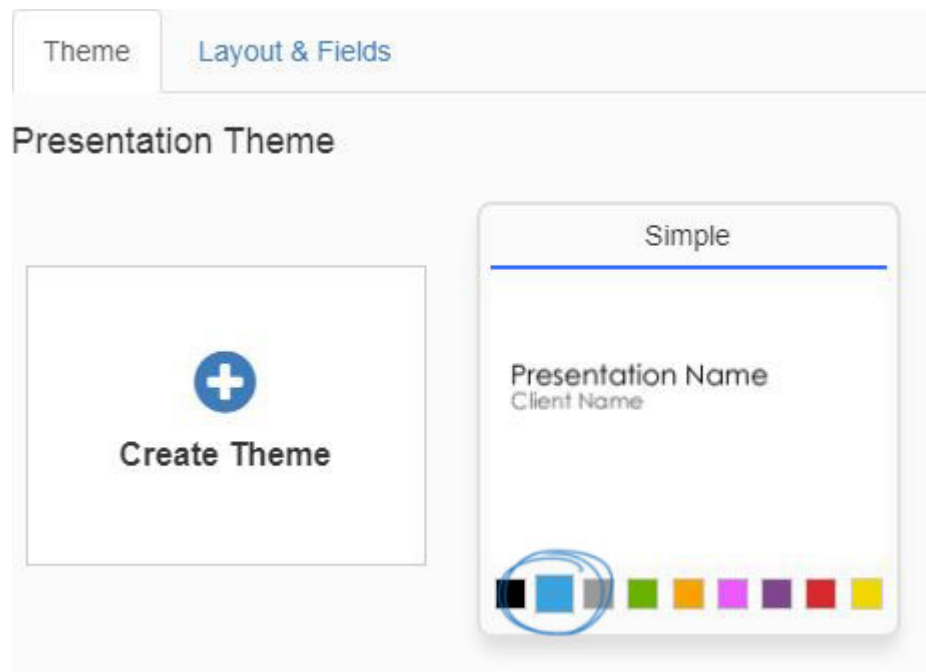 Theme
Layout & Fields
Presentation Theme
Simple
Create Theme
Presentation Name
Client Name